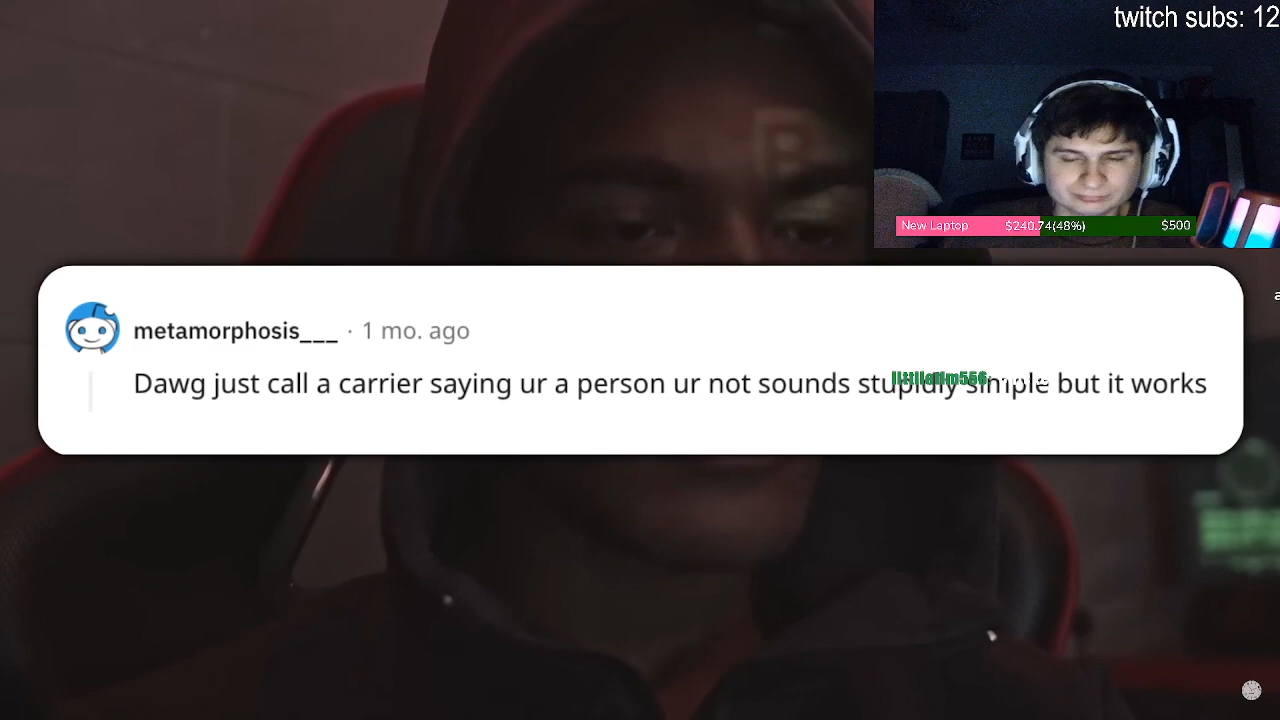 twitch subs: 12
New Laptop $240.74(48%) $500
metamorphosis___ · 1 mo. ago
Dawg just call a carrier saying ur a person ur not sounds stupidly simple but it works
B